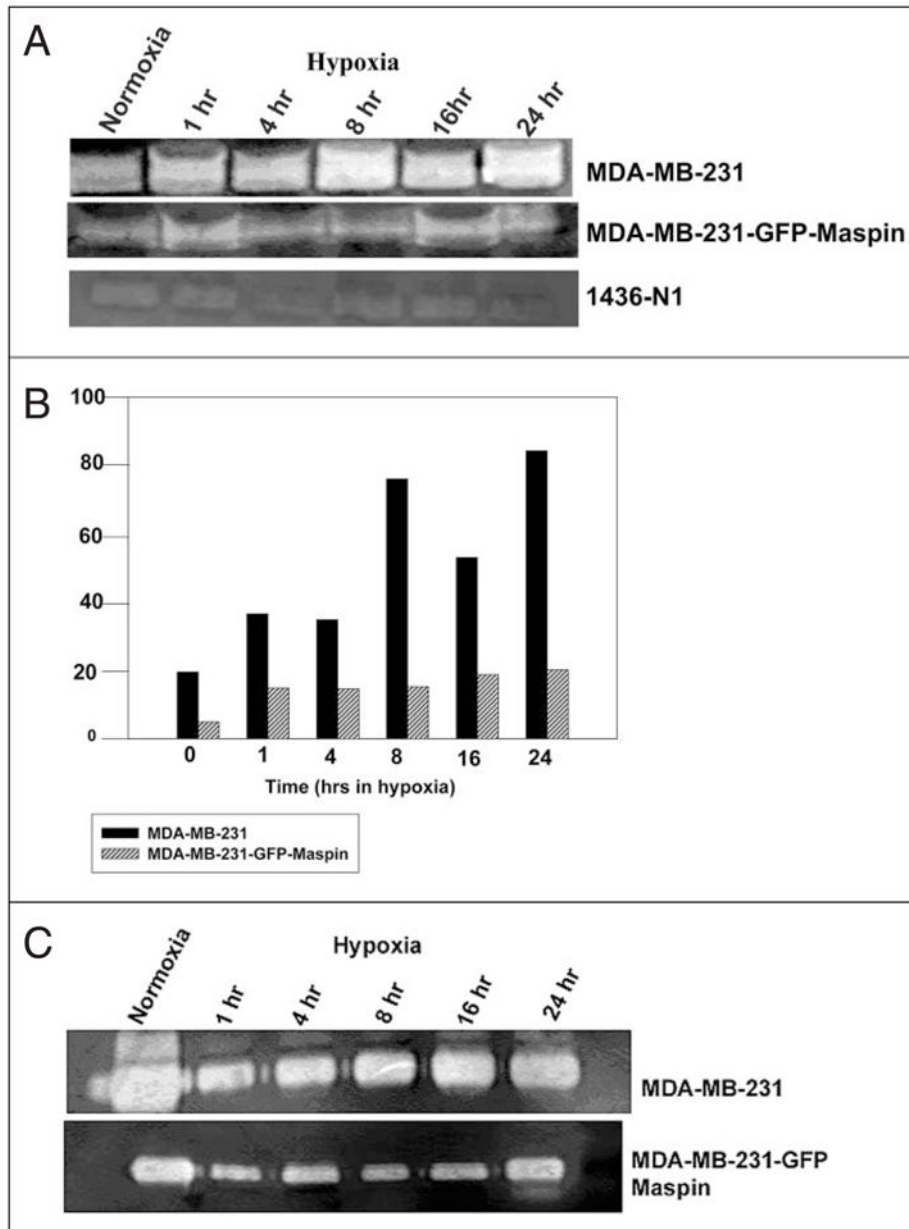 A
Hypoxia
Normoxia 1 hr 4 hr 8 hr 16hr 24 hr
MDA-MB-231
MDA-MB-231-GFP-Maspin
1436-N1
B
100
80
60
40
20
0
0 1 4 8 16 24
Time (hrs in hypoxia)
MDA-MB-231
MDA-MB-231-GFP-Maspin
C
Hypoxia
Normoxia 1 hr 4 hr 8 hr 16 hr 24 hr
MDA-MB-231
MDA-MB-231-GFP
Maspin